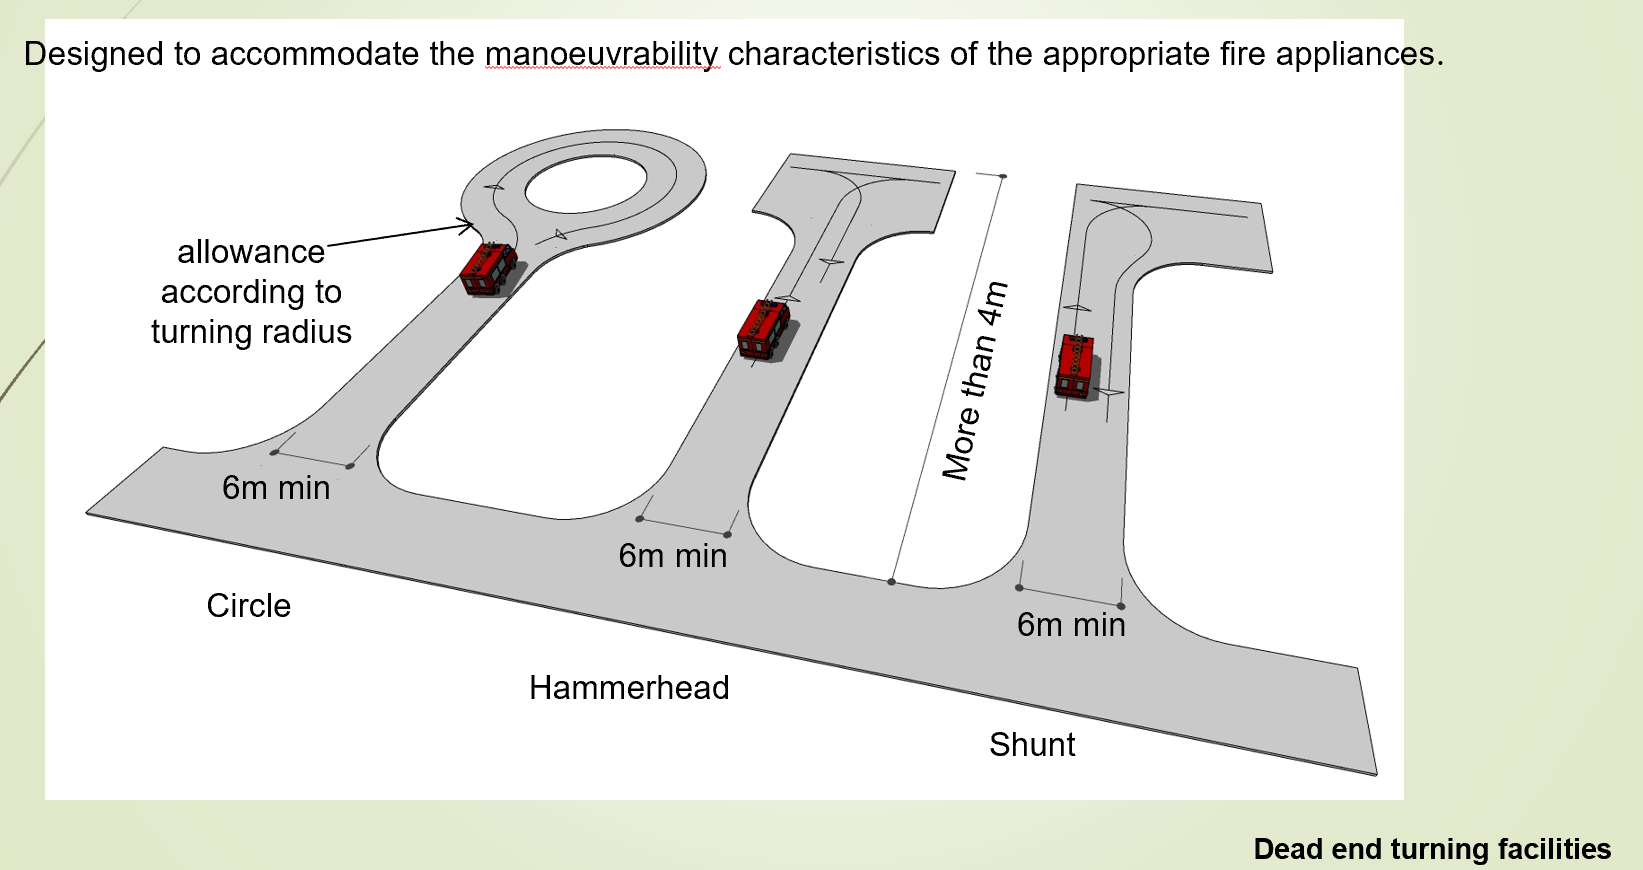 Designed to accommodate the manoeuvrability characteristics of the appropriate fire appliances.
allowance
according to
turning radius
More than 4m
6m min
6m min
6m min
Circle
Hammerhead
Shunt
Dead end turning facilities